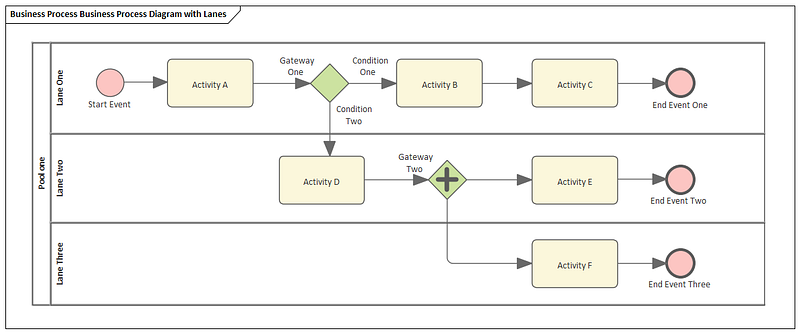 Business Process Business Process Diagram with Lanes
Pool one
Lane One
Start Event
Activity A
Gateway
One
Condition
One
Condition
Two
Activity B
Activity C
End Event One
Lane Two
Activity D
Gateway
Two
Activity E
End Event Two
Lane Three
Activity F
End Event Three